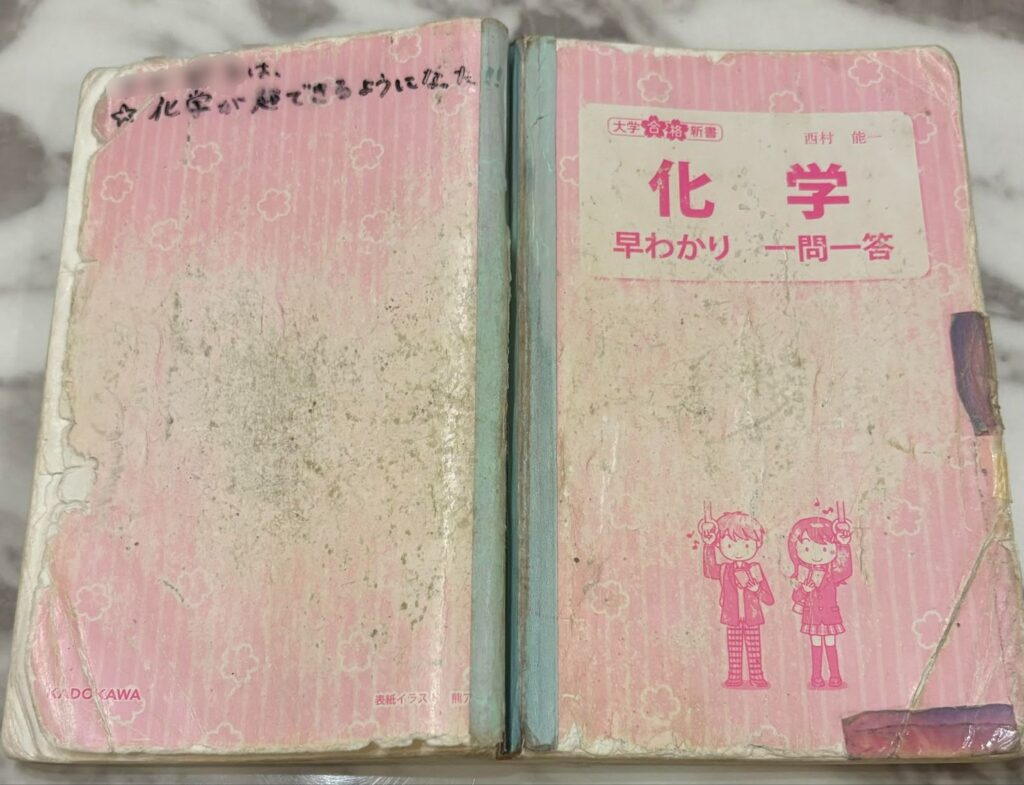 は、
☆ 化学が超できるようになった!!
KADOKAWA
表紙イラスト 熊ア
大学合格新書
西村 能一
化学
早わかり 一問一答